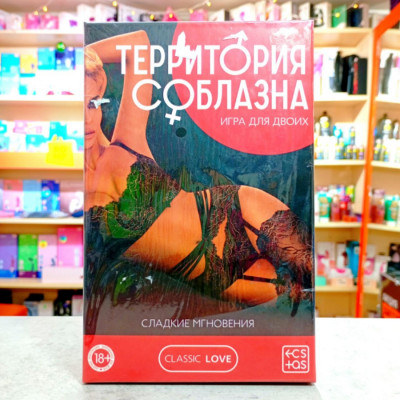 ТЕРРИТОРИЯ
СОБЛАЗНА
ИГРА ДЛЯ ДВОИХ
СЛАДКИЕ МГНОВЕНИЯ
18+
CLASSIC LOVE
ECS
TAS